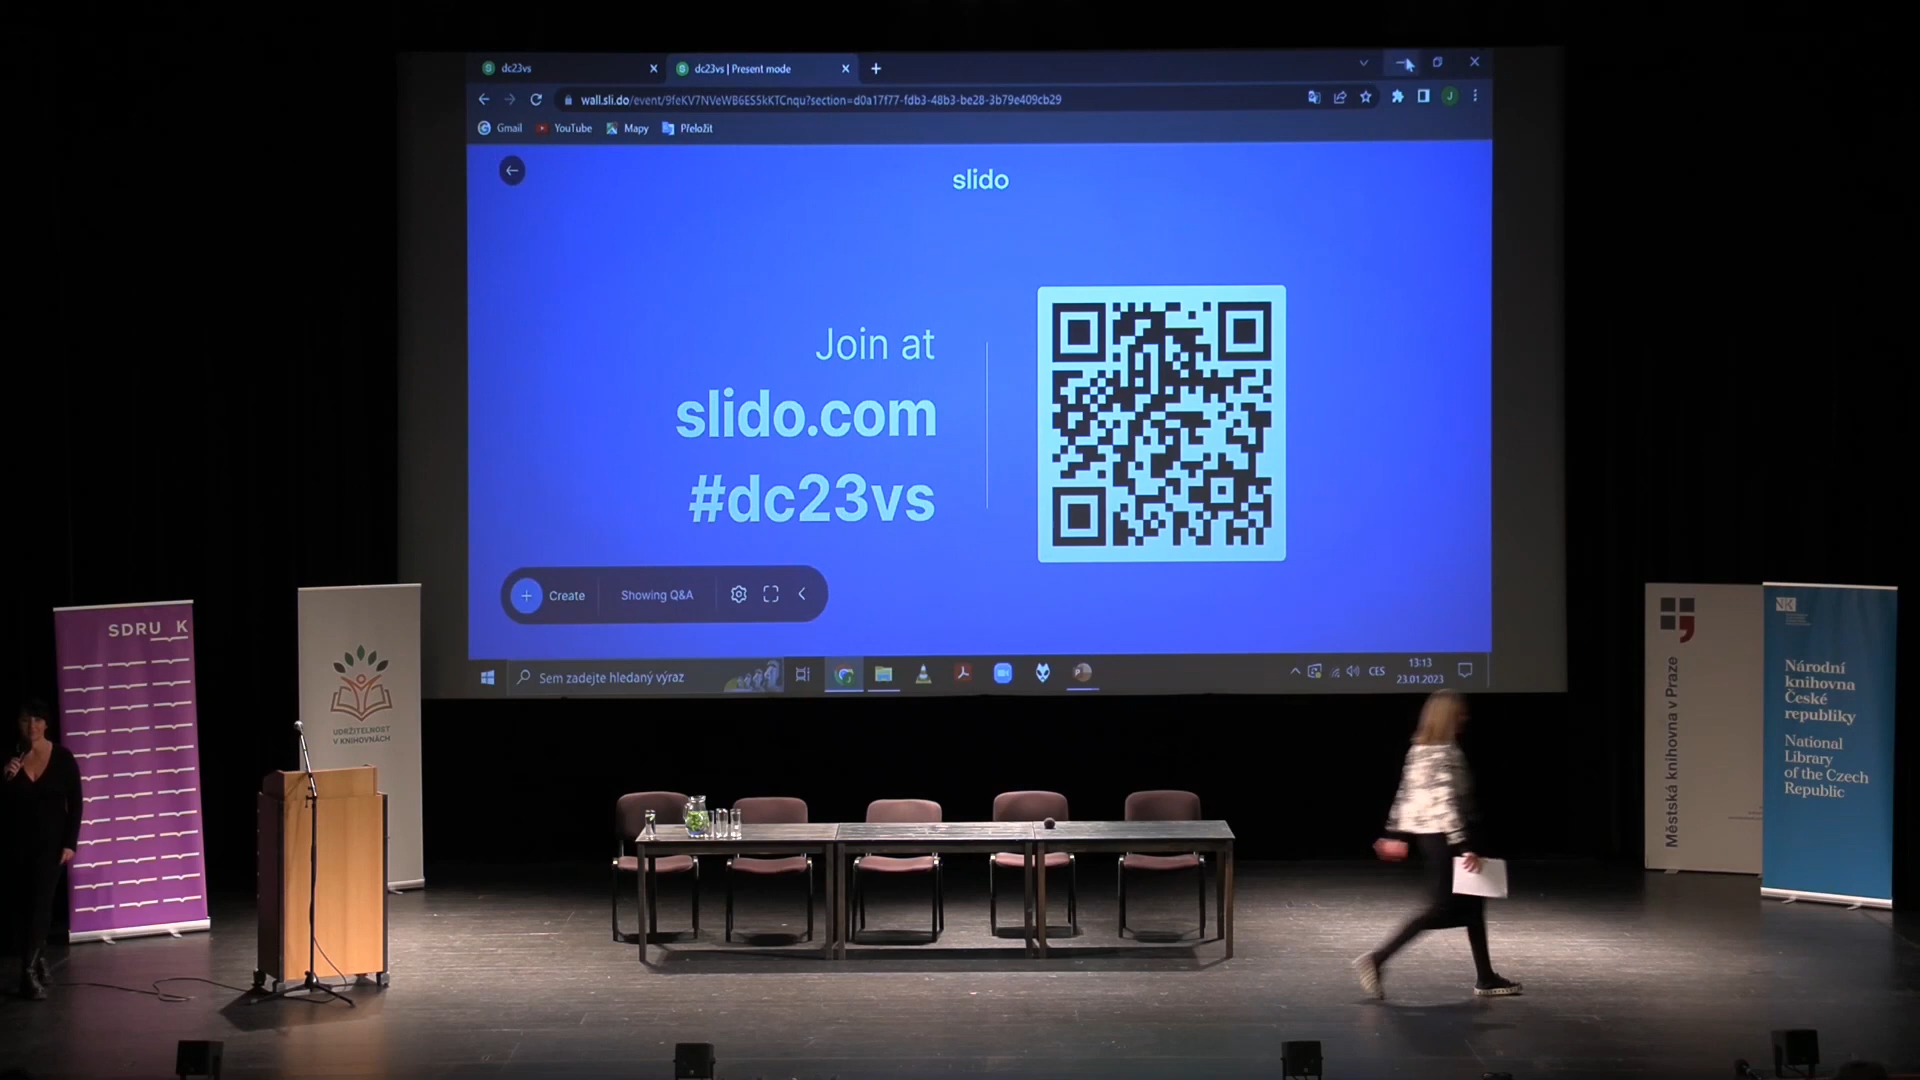 dc23vs
dc23vs | Present mode
wall.sli.do/event/9feKV7NVeWB6ES5kKTCnqu?section=d0a17f77-fdb3-48b3-be28-3b79e409cb29
J
Gmail
YouTube
Mapy
Přeložit
slido
Join at
slido.com
#dc23vs
Create
Showing Q&A
Sem zadejte hledaný výraz
CES
13:13
23.01.2023
SDRU_K
UDRŽITELNOST
V KNIHOVNÁCH
Městská knihovna v Praze
NK
Národní
knihovna
České
republiky
National
Library
of the Czech
Republic